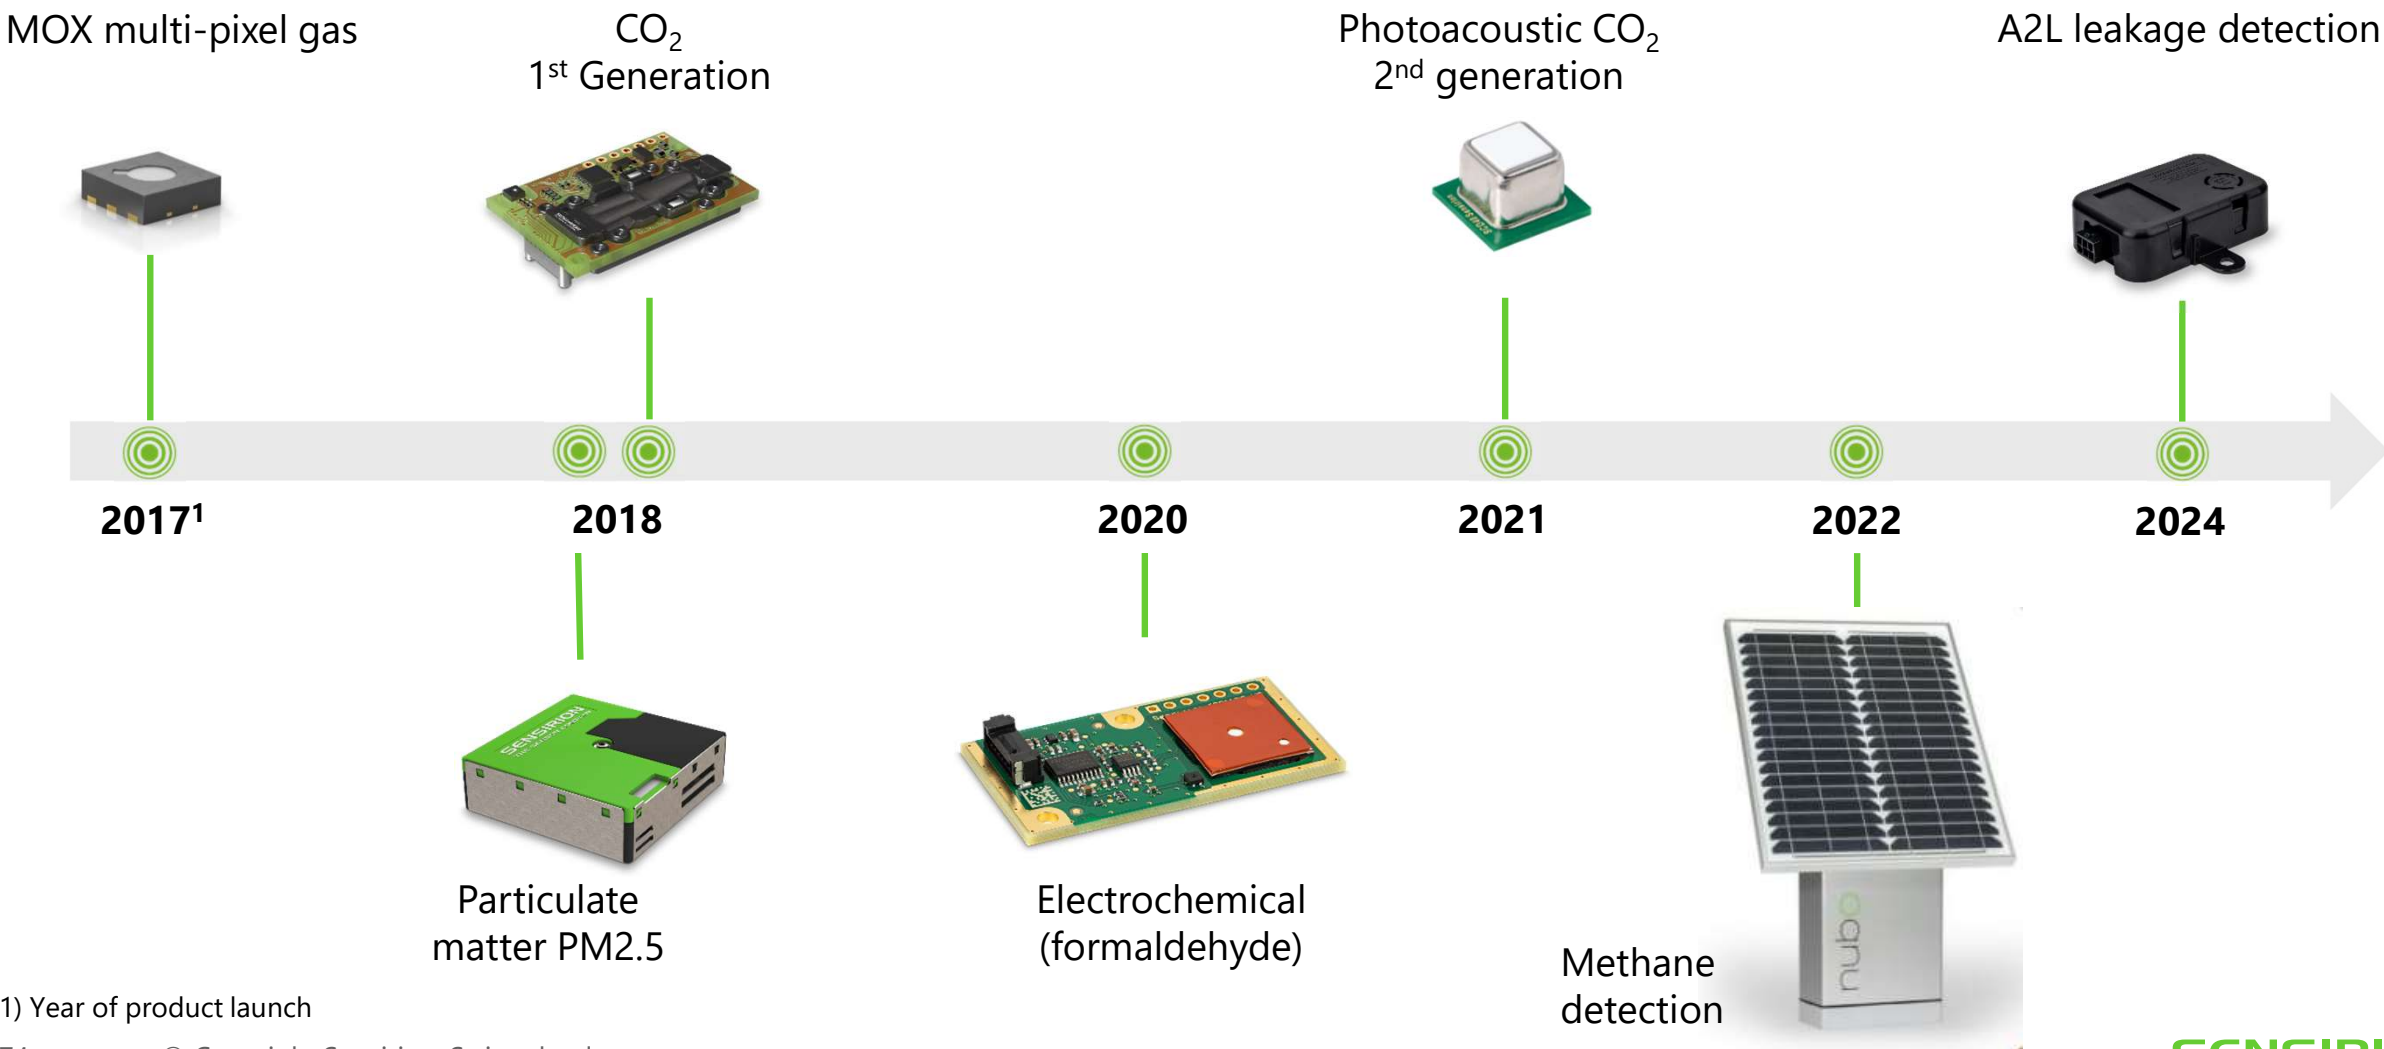 MOX multi-pixel gas
CO₂
1st Generation
Photoacoustic CO₂
2nd generation
A2L leakage detection
2017¹
2018
2020
2021
2022
2024
SENSIRION
Particulate
matter PM2.5
Electrochemical
(formaldehyde)
Methane
detection
nubo
1) Year of product launch